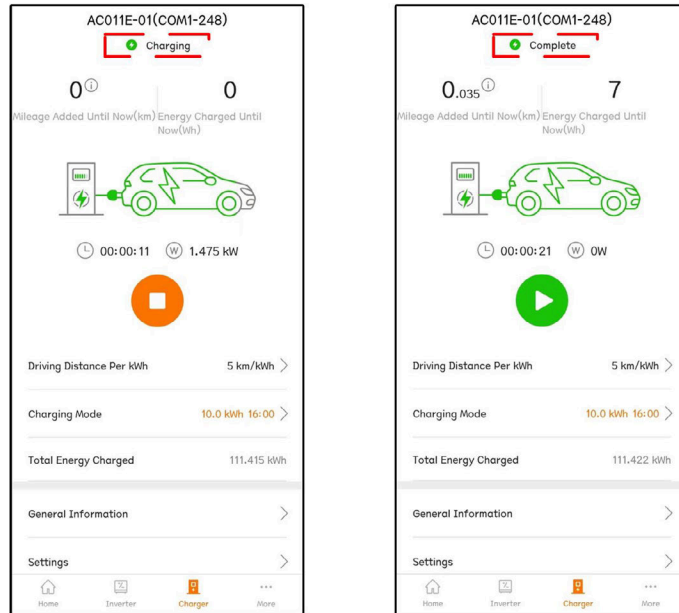 AC011E-01(COM1-248)
Charging
0 0
Mileage Added Until Now(km) Energy Charged Until
Now(Wh)
00:00:11 W 1.475 kW
Driving Distance Per kWh 5 km/kWh
Charging Mode 10.0 kWh 16:00
Total Energy Charged 111.415 kWh
General Information
Settings
Home Inverter Charger More
AC011E-01(COM1-248)
Complete
0.035 7
Mileage Added Until Now(km) Energy Charged Until
Now(Wh)
00:00:21 W 0W
Driving Distance Per kWh 5 km/kWh
Charging Mode 10.0 kWh 16:00
Total Energy Charged 111.422 kWh
General Information
Settings
Home Inverter Charger More